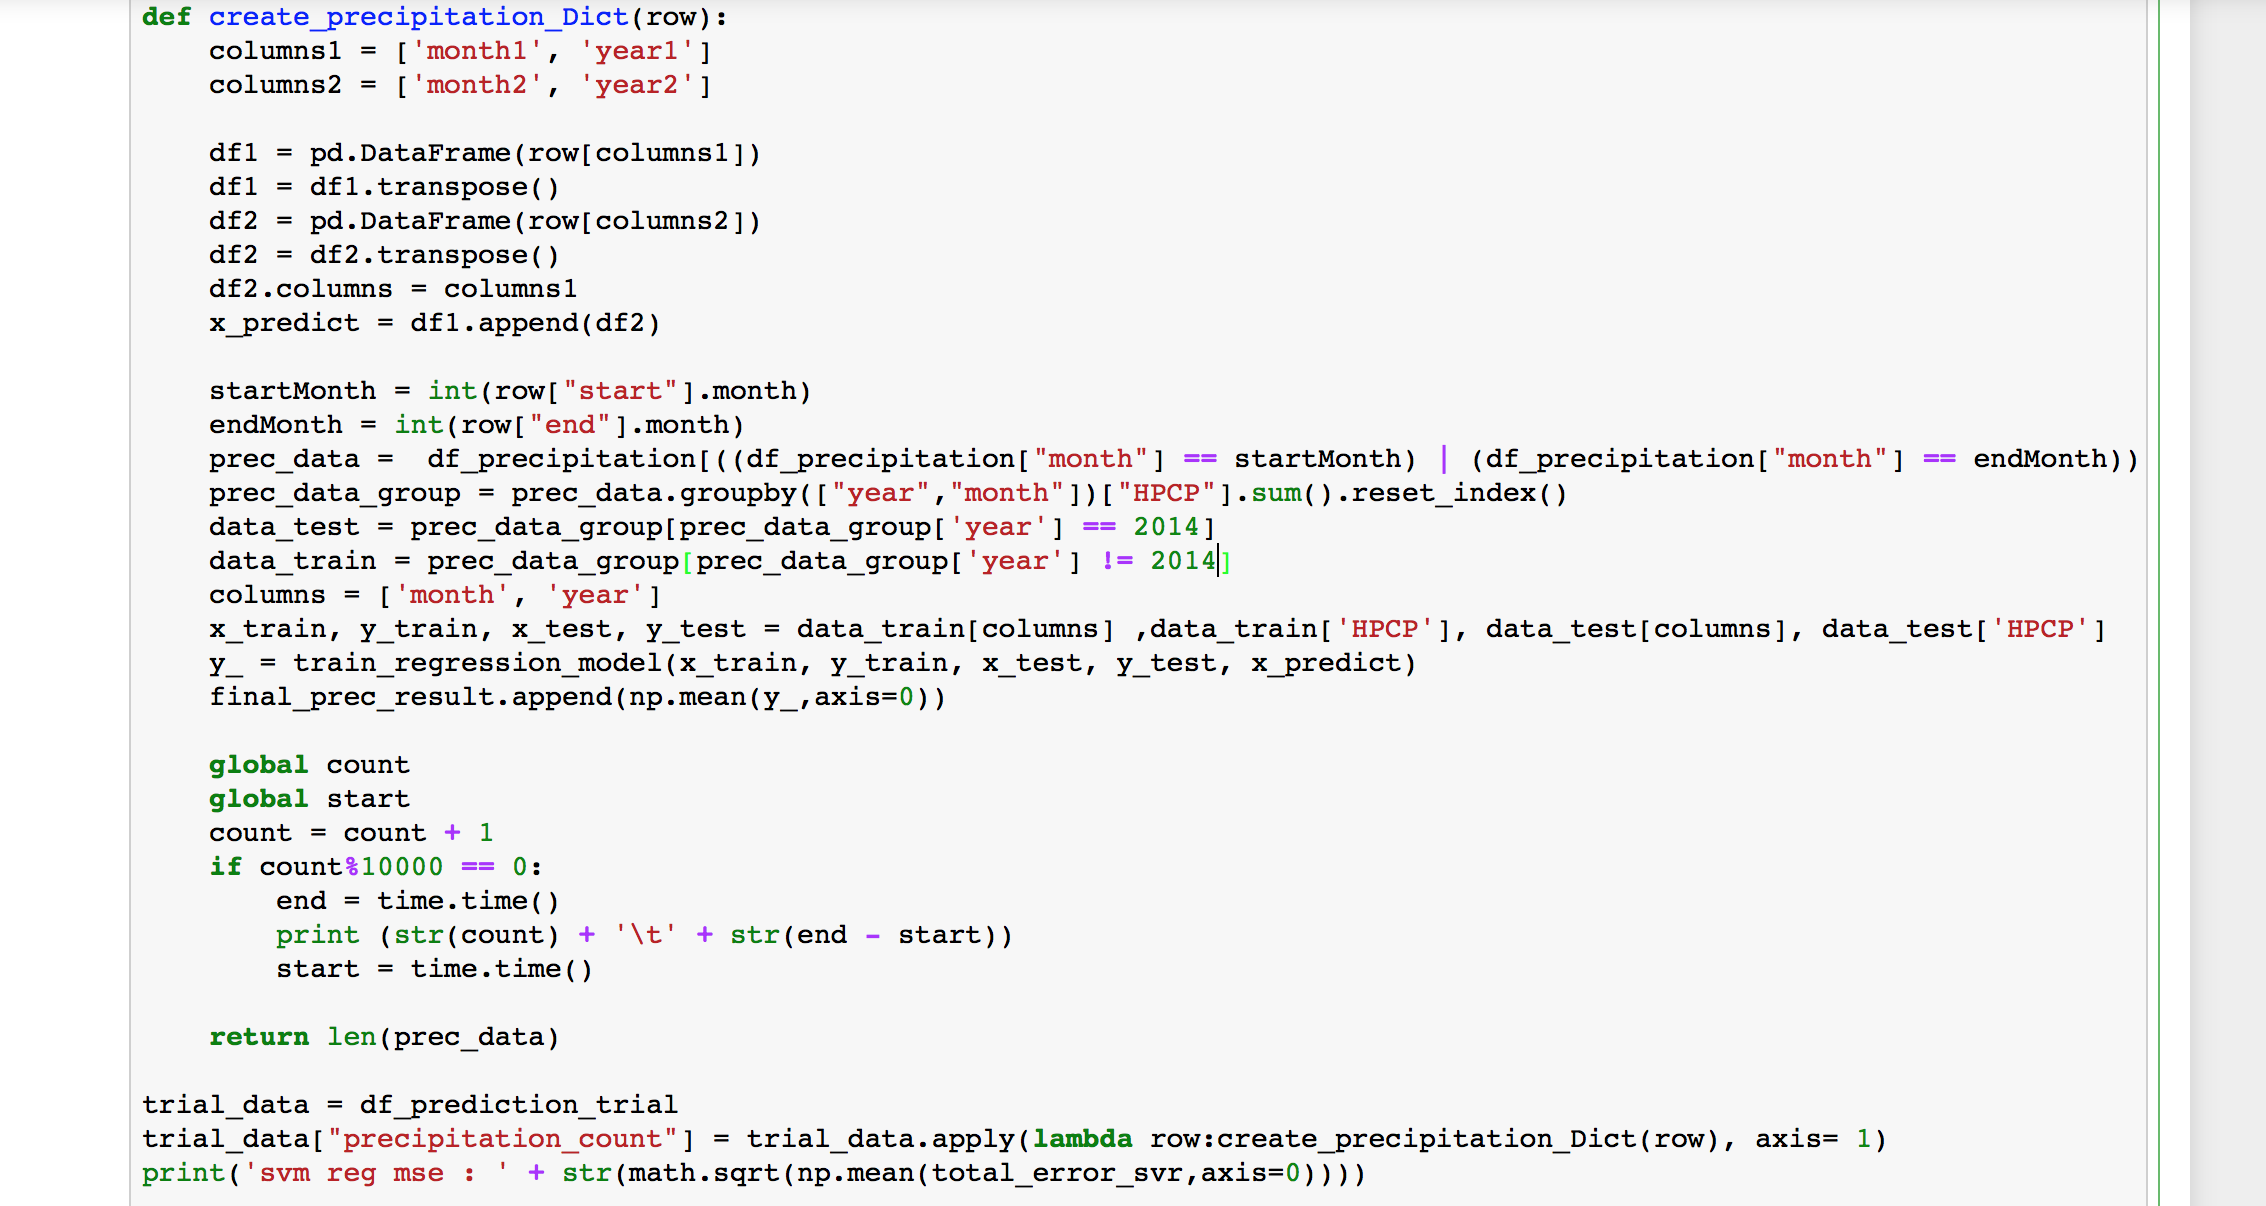 def create_precipitation_Dict(row):
    columns1 = ['month1', 'year1']
    columns2 = ['month2', 'year2']

    df1 = pd.DataFrame(row[columns1])
    df1 = df1.transpose()
    df2 = pd.DataFrame(row[columns2])
    df2 = df2.transpose()
    df2.columns = columns1
    x_predict = df1.append(df2)

    startMonth = int(row["start"].month)
    endMonth = int(row["end"].month)
    prec_data =  df_precipitation[((df_precipitation["month"] == startMonth) | (df_precipitation["month"] == endMonth))
    prec_data_group = prec_data.groupby(["year","month"])["HPCP"].sum().reset_index()
    data_test = prec_data_group[prec_data_group['year'] == 2014]
    data_train = prec_data_group[prec_data_group['year'] != 2014]
    columns = ['month', 'year']
    x_train, y_train, x_test, y_test = data_train[columns] ,data_train['HPCP'], data_test[columns], data_test['HPCP']
    y_ = train_regression_model(x_train, y_train, x_test, y_test, x_predict)
    final_prec_result.append(np.mean(y_,axis=0))

    global count
    global start
    count = count + 1
    if count%10000 == 0:
        end = time.time()
        print (str(count) + '\t' + str(end - start))
        start = time.time()

    return len(prec_data)

trial_data = df_prediction_trial
trial_data["precipitation_count"] = trial_data.apply(lambda row:create_precipitation_Dict(row), axis= 1)
print('svm reg mse : ' + str(math.sqrt(np.mean(total_error_svr,axis=0))))